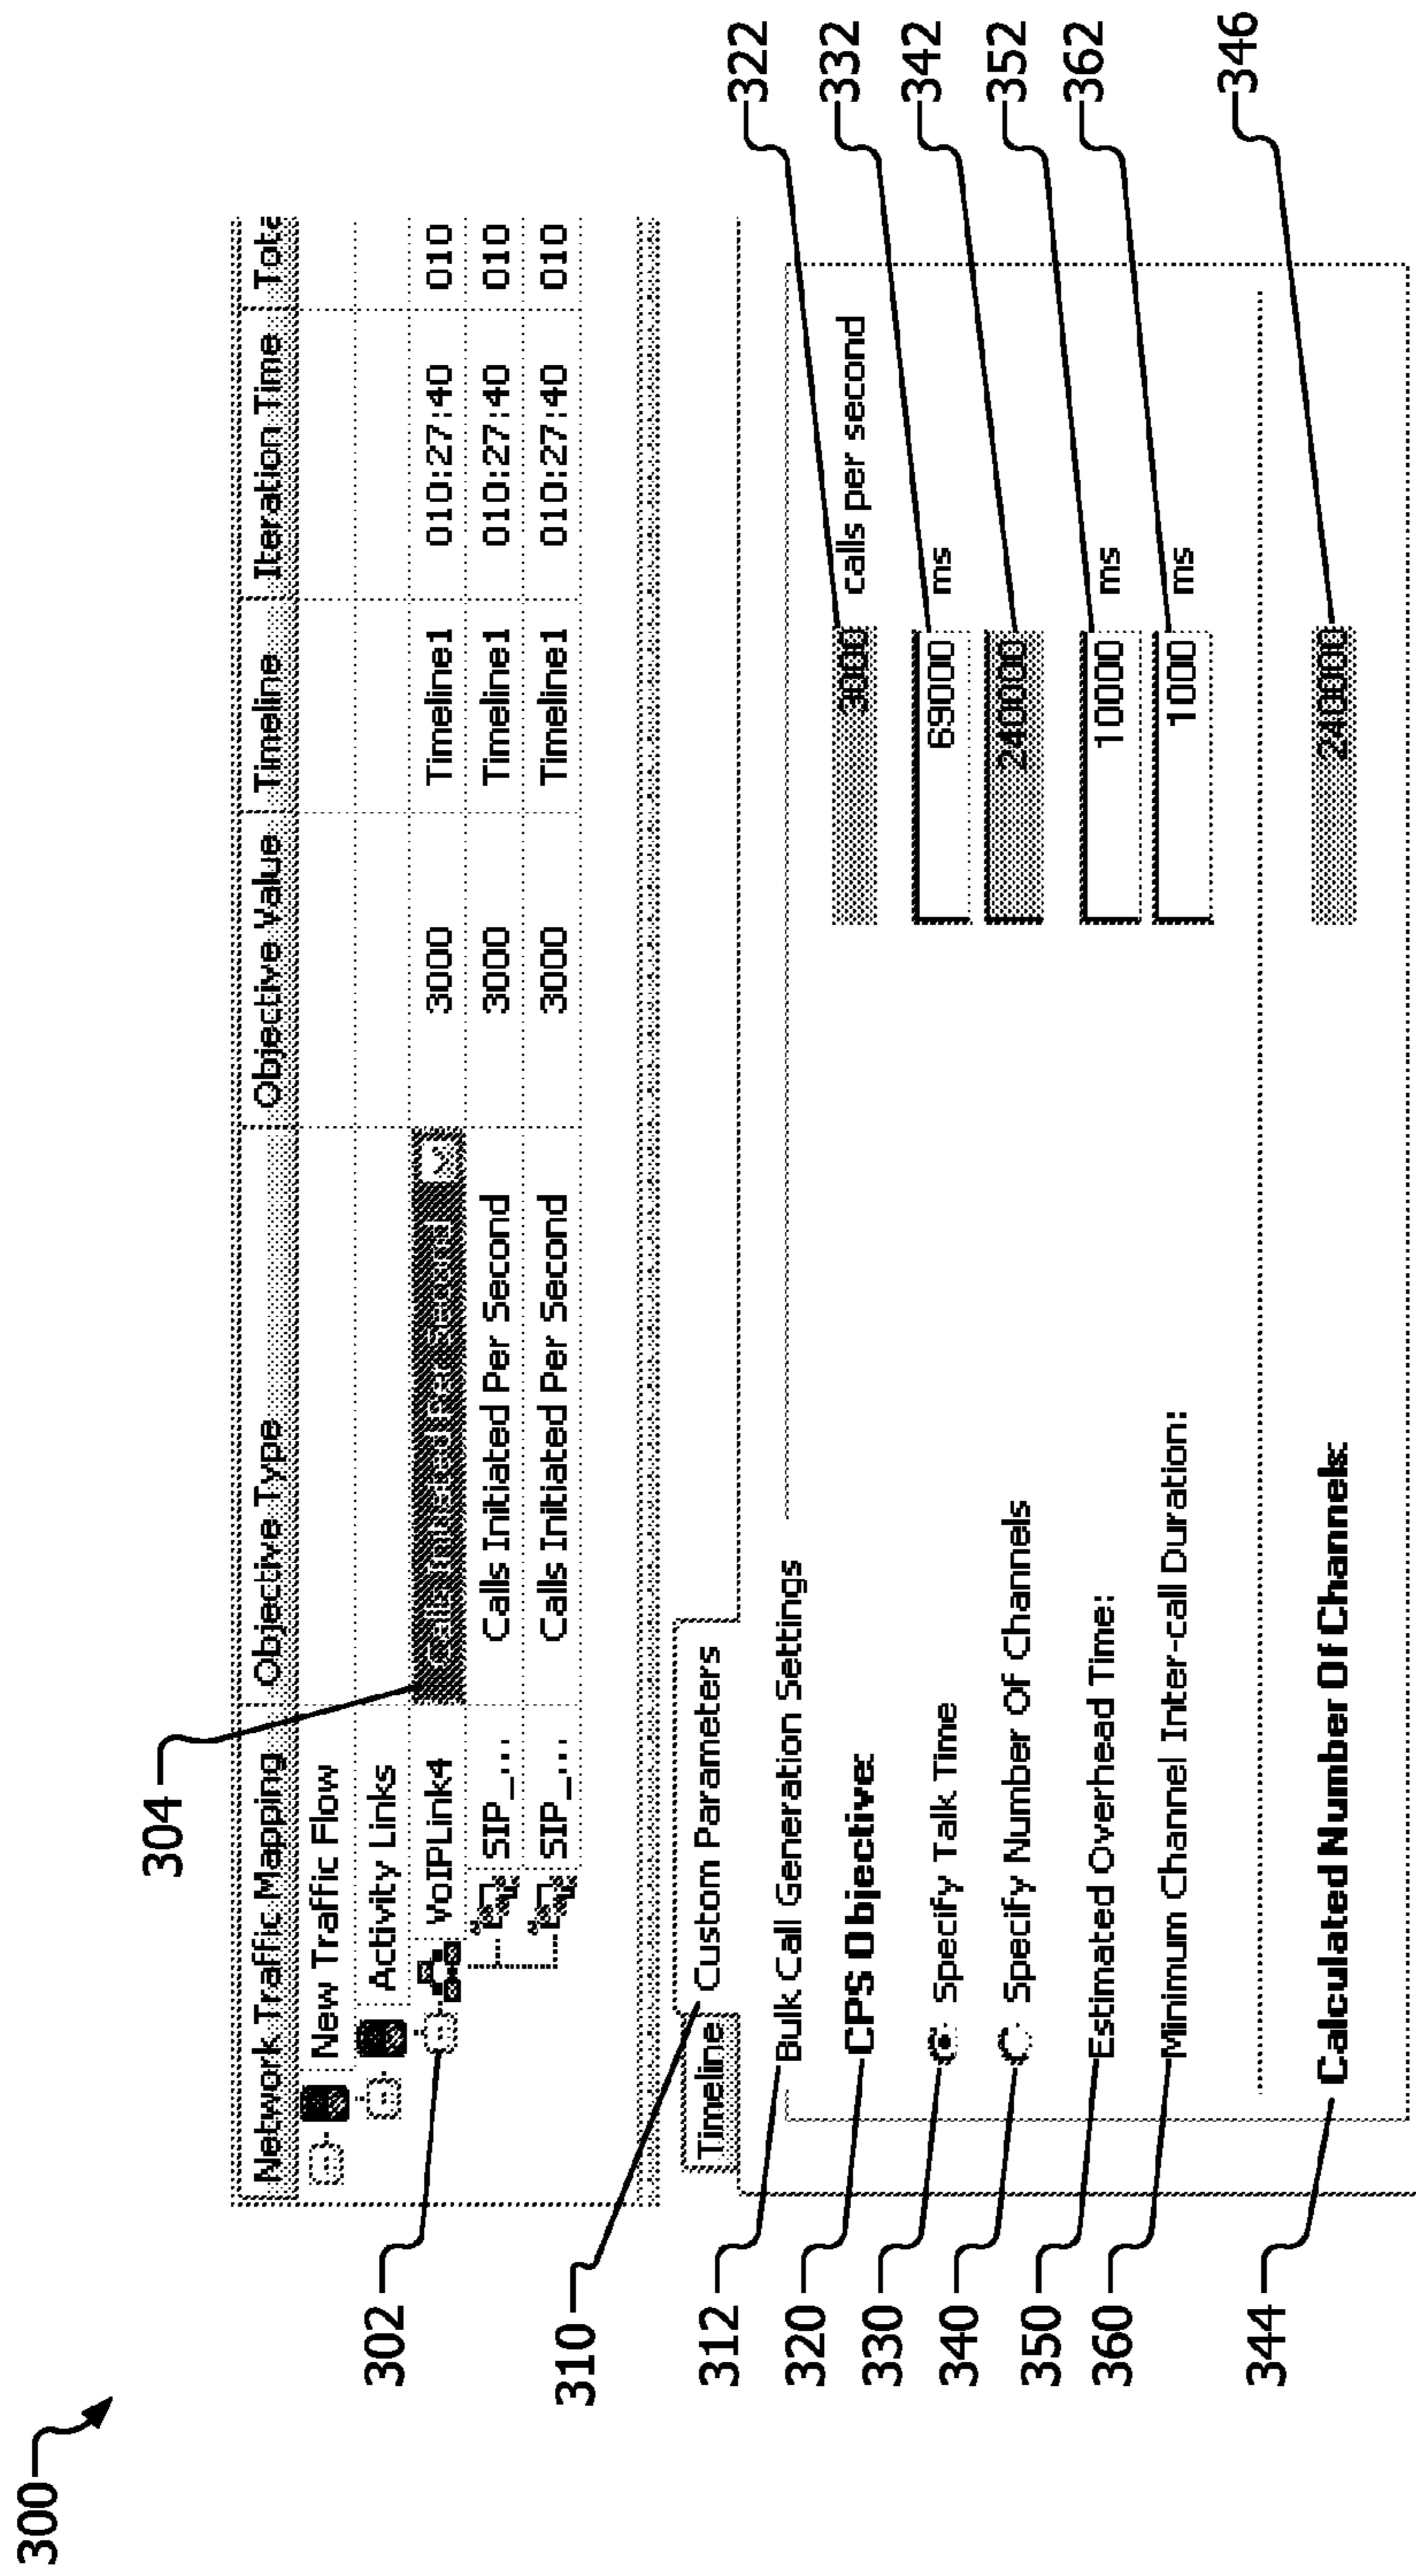 300
304
Network Traffic Mapping Objective Type Objective Value Timeline Iteration Time Tota
New Traffic Flow
Activity Links
302 VoIPLink4 Calls Initiated Per Second 3000 Timeline1 010:27:40 010
SIP_... Calls Initiated Per Second 3000 Timeline1 010:27:40 010
SIP_... Calls Initiated Per Second 3000 Timeline1 010:27:40 010
310 Timeline Custom Parameters
312 Bulk Call Generation Settings
320 CPS Objective: 3000 calls per second 322
330 Specify Talk Time 69000 ms 332
340 Specify Number Of Channels 240000 342
350 Estimated Overhead Time: 10000 ms 352
360 Minimum Channel Inter-call Duration: 1000 ms 362
344 Calculated Number Of Channels: 240000 346